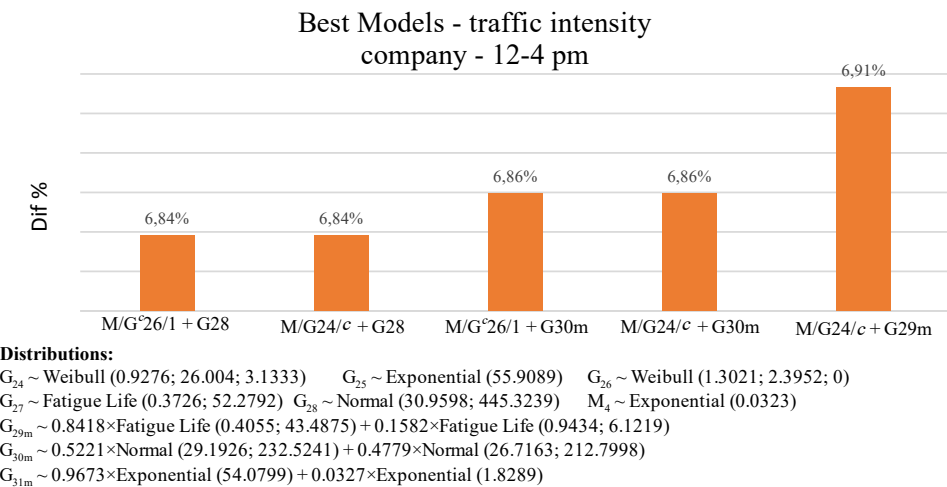 Best Models - traffic intensity
company - 12-4 pm
6,91%
6,86%
6,86%
6,84%
6,84%
Dif %
M/Gᶜ26/1 + G28
M/G24/c + G28
M/Gᶜ26/1 + G30m
M/G24/c + G30m
M/G24/c + G29m
Distributions:
G₂₄ ~ Weibull (0.9276; 26.004; 3.1333) G₂₅ ~ Exponential (55.9089) G₂₆ ~ Weibull (1.3021; 2.3952; 0)
G₂₇ ~ Fatigue Life (0.3726; 52.2792) G₂₈ ~ Normal (30.9598; 445.3239) M₄ ~ Exponential (0.0323)
G₂₉ₘ ~ 0.8418×Fatigue Life (0.4055; 43.4875) + 0.1582×Fatigue Life (0.9434; 6.1219)
G₃₀ₘ ~ 0.5221×Normal (29.1926; 232.5241) + 0.4779×Normal (26.7163; 212.7998)
G₃₁ₘ ~ 0.9673×Exponential (54.0799) + 0.0327×Exponential (1.8289)